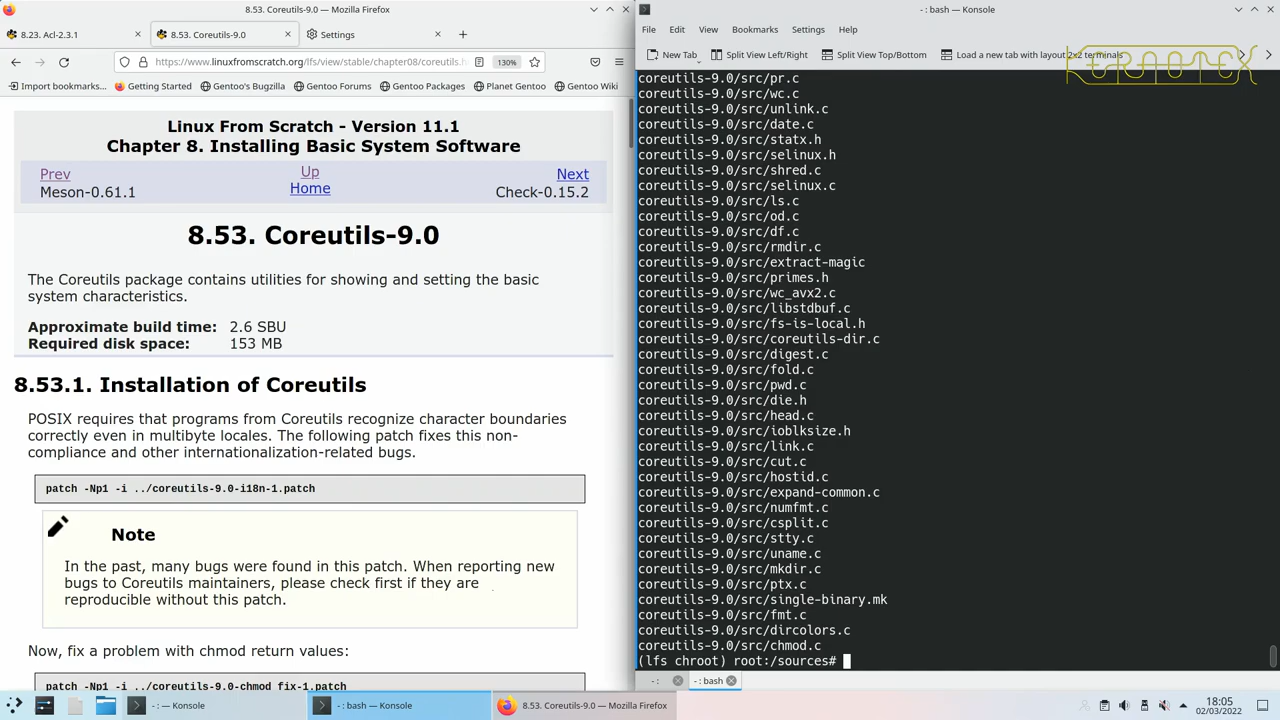 8.53. Coreutils-9.0 — Mozilla Firefox
8.23. Acl-2.3.1
8.53. Coreutils-9.0
Settings
https://www.linuxfromscratch.org/lfs/view/stable/chapter08/coreutils.h
130%
Import bookmarks...
Getting Started
Gentoo's Bugzilla
Gentoo Forums
Gentoo Packages
Planet Gentoo
Gentoo Wiki
Linux From Scratch - Version 11.1
Chapter 8. Installing Basic System Software
Prev
Up
Next
Meson-0.61.1
Home
Check-0.15.2
8.53. Coreutils-9.0
The Coreutils package contains utilities for showing and setting the basic
system characteristics.
Approximate build time: 2.6 SBU
Required disk space: 153 MB
8.53.1. Installation of Coreutils
POSIX requires that programs from Coreutils recognize character boundaries
correctly even in multibyte locales. The following patch fixes this non-
compliance and other internationalization-related bugs.
patch -Np1 -i ../coreutils-9.0-i18n-1.patch
Note
In the past, many bugs were found in this patch. When reporting new
bugs to Coreutils maintainers, please check first if they are
reproducible without this patch.
Now, fix a problem with chmod return values:
patch -Np1 -i ../coreutils-9.0-chmod_fix-1.patch
- : bash — Konsole
File Edit View Bookmarks Settings Help
New Tab
Split View Left/Right
Split View Top/Bottom
Load a new tab with layout 2x2 terminals
KERNOTEX
coreutils-9.0/src/pr.c
coreutils-9.0/src/wc.c
coreutils-9.0/src/unlink.c
coreutils-9.0/src/date.c
coreutils-9.0/src/statx.h
coreutils-9.0/src/selinux.h
coreutils-9.0/src/shred.c
coreutils-9.0/src/selinux.c
coreutils-9.0/src/ls.c
coreutils-9.0/src/od.c
coreutils-9.0/src/df.c
coreutils-9.0/src/rmdir.c
coreutils-9.0/src/extract-magic
coreutils-9.0/src/primes.h
coreutils-9.0/src/wc_avx2.c
coreutils-9.0/src/libstdbuf.c
coreutils-9.0/src/fs-is-local.h
coreutils-9.0/src/coreutils-dir.c
coreutils-9.0/src/digest.c
coreutils-9.0/src/fold.c
coreutils-9.0/src/pwd.c
coreutils-9.0/src/die.h
coreutils-9.0/src/head.c
coreutils-9.0/src/ioblksize.h
coreutils-9.0/src/link.c
coreutils-9.0/src/cut.c
coreutils-9.0/src/hostid.c
coreutils-9.0/src/expand-common.c
coreutils-9.0/src/numfmt.c
coreutils-9.0/src/csplit.c
coreutils-9.0/src/stty.c
coreutils-9.0/src/uname.c
coreutils-9.0/src/mkdir.c
coreutils-9.0/src/ptx.c
coreutils-9.0/src/single-binary.mk
coreutils-9.0/src/fmt.c
coreutils-9.0/src/dircolors.c
coreutils-9.0/src/chmod.c
(lfs chroot) root:/sources#
- :
- : bash
- : — Konsole
- : bash — Konsole
8.53. Coreutils-9.0 — Mozilla Firefox
18:05
02/03/2022